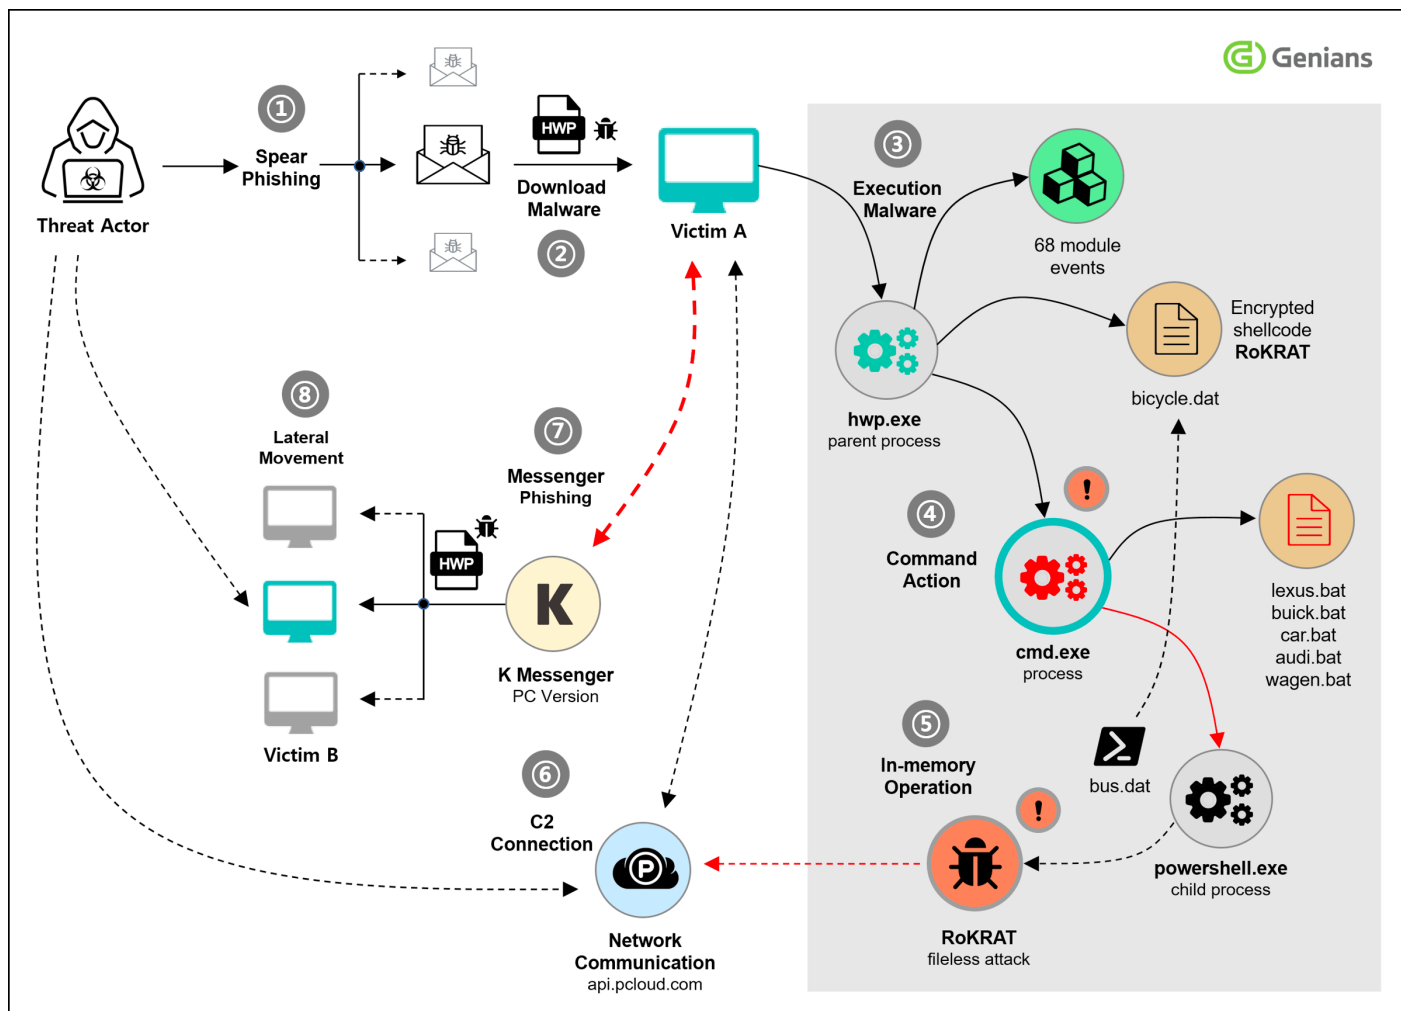 Genians
①
Spear
Phishing
Threat Actor
HWP
Download
Malware
②
Victim A
③
Execution
Malware
68 module
events
hwp.exe
parent process
Encrypted
shellcode
RoKRAT
bicycle.dat
④
Command
Action
!
cmd.exe
process
lexus.bat
buick.bat
car.bat
audi.bat
wagen.bat
bus.dat
powershell.exe
child process
⑤
In-memory
Operation
!
RoKRAT
fileless attack
⑥
C2
Connection
P
Network
Communication
api.pcloud.com
⑦
Messenger
Phishing
HWP
K
K Messenger
PC Version
⑧
Lateral
Movement
Victim B